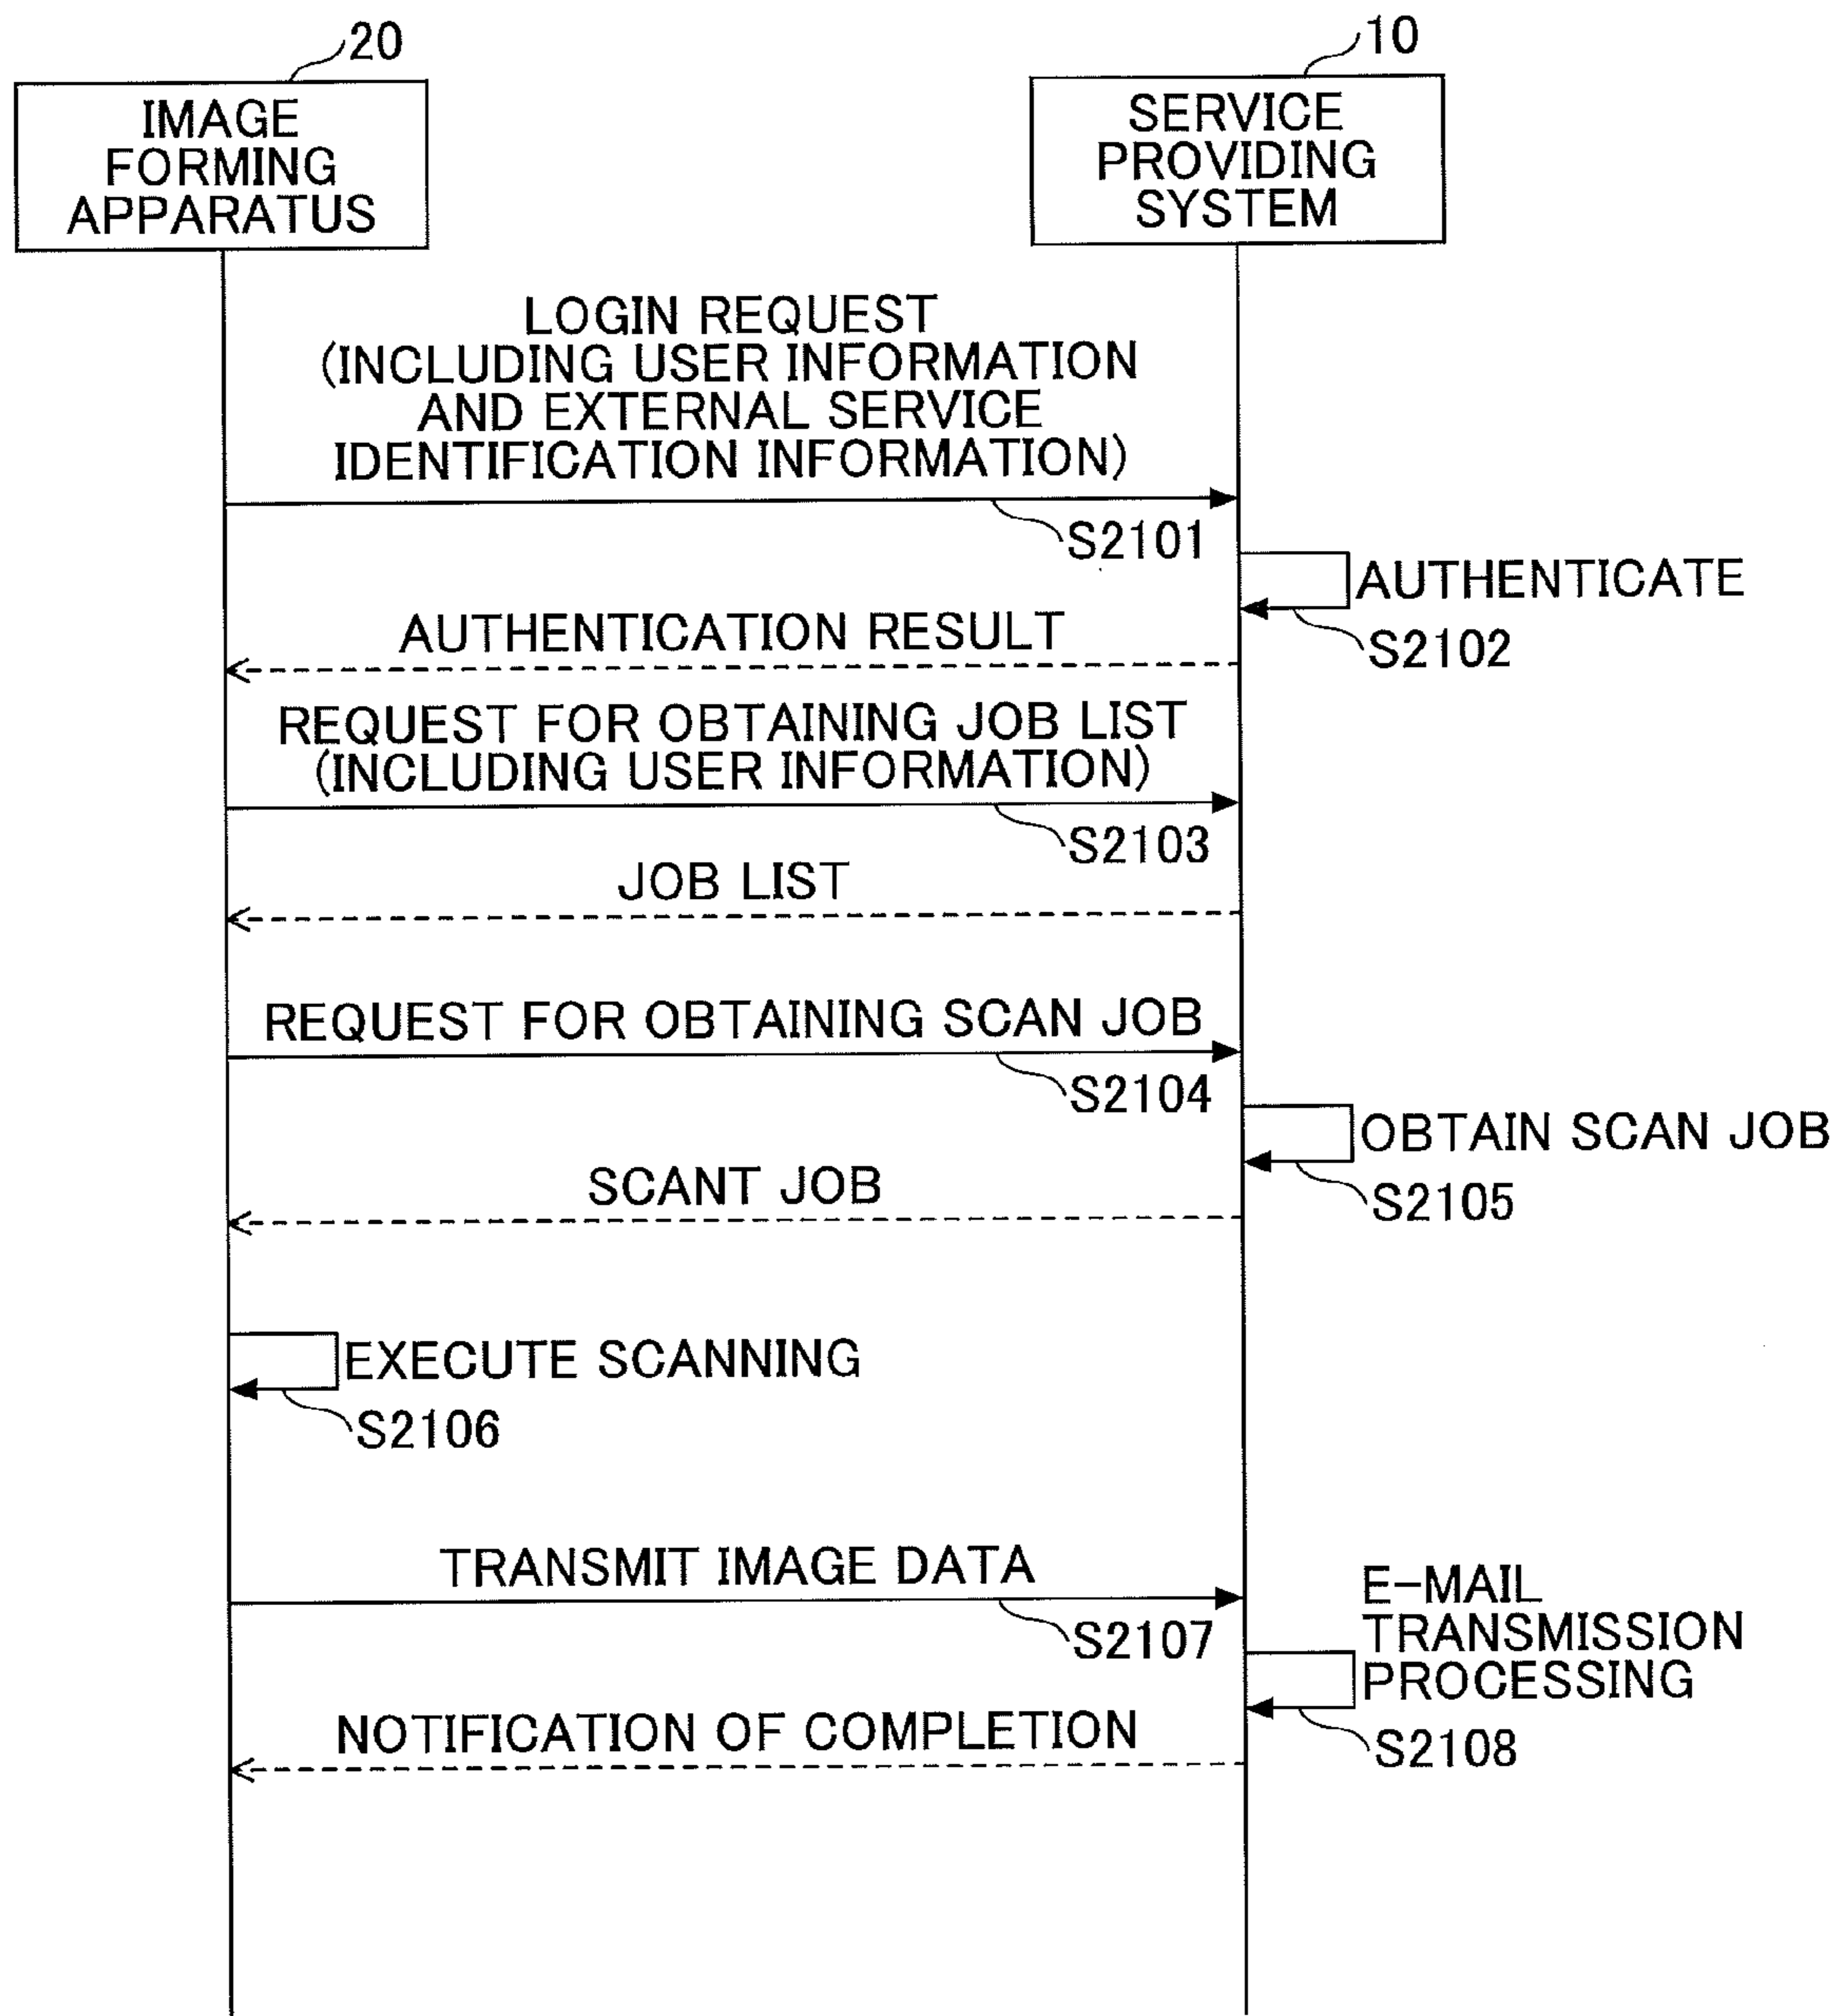 20
10
IMAGE
FORMING
APPARATUS
SERVICE
PROVIDING
SYSTEM
LOGIN REQUEST
(INCLUDING USER INFORMATION
AND EXTERNAL SERVICE
IDENTIFICATION INFORMATION)
S2101
AUTHENTICATE
S2102
AUTHENTICATION RESULT
REQUEST FOR OBTAINING JOB LIST
(INCLUDING USER INFORMATION)
S2103
JOB LIST
REQUEST FOR OBTAINING SCAN JOB
S2104
OBTAIN SCAN JOB
S2105
SCANT JOB
EXECUTE SCANNING
S2106
TRANSMIT IMAGE DATA
S2107
E-MAIL
TRANSMISSION
PROCESSING
S2108
NOTIFICATION OF COMPLETION